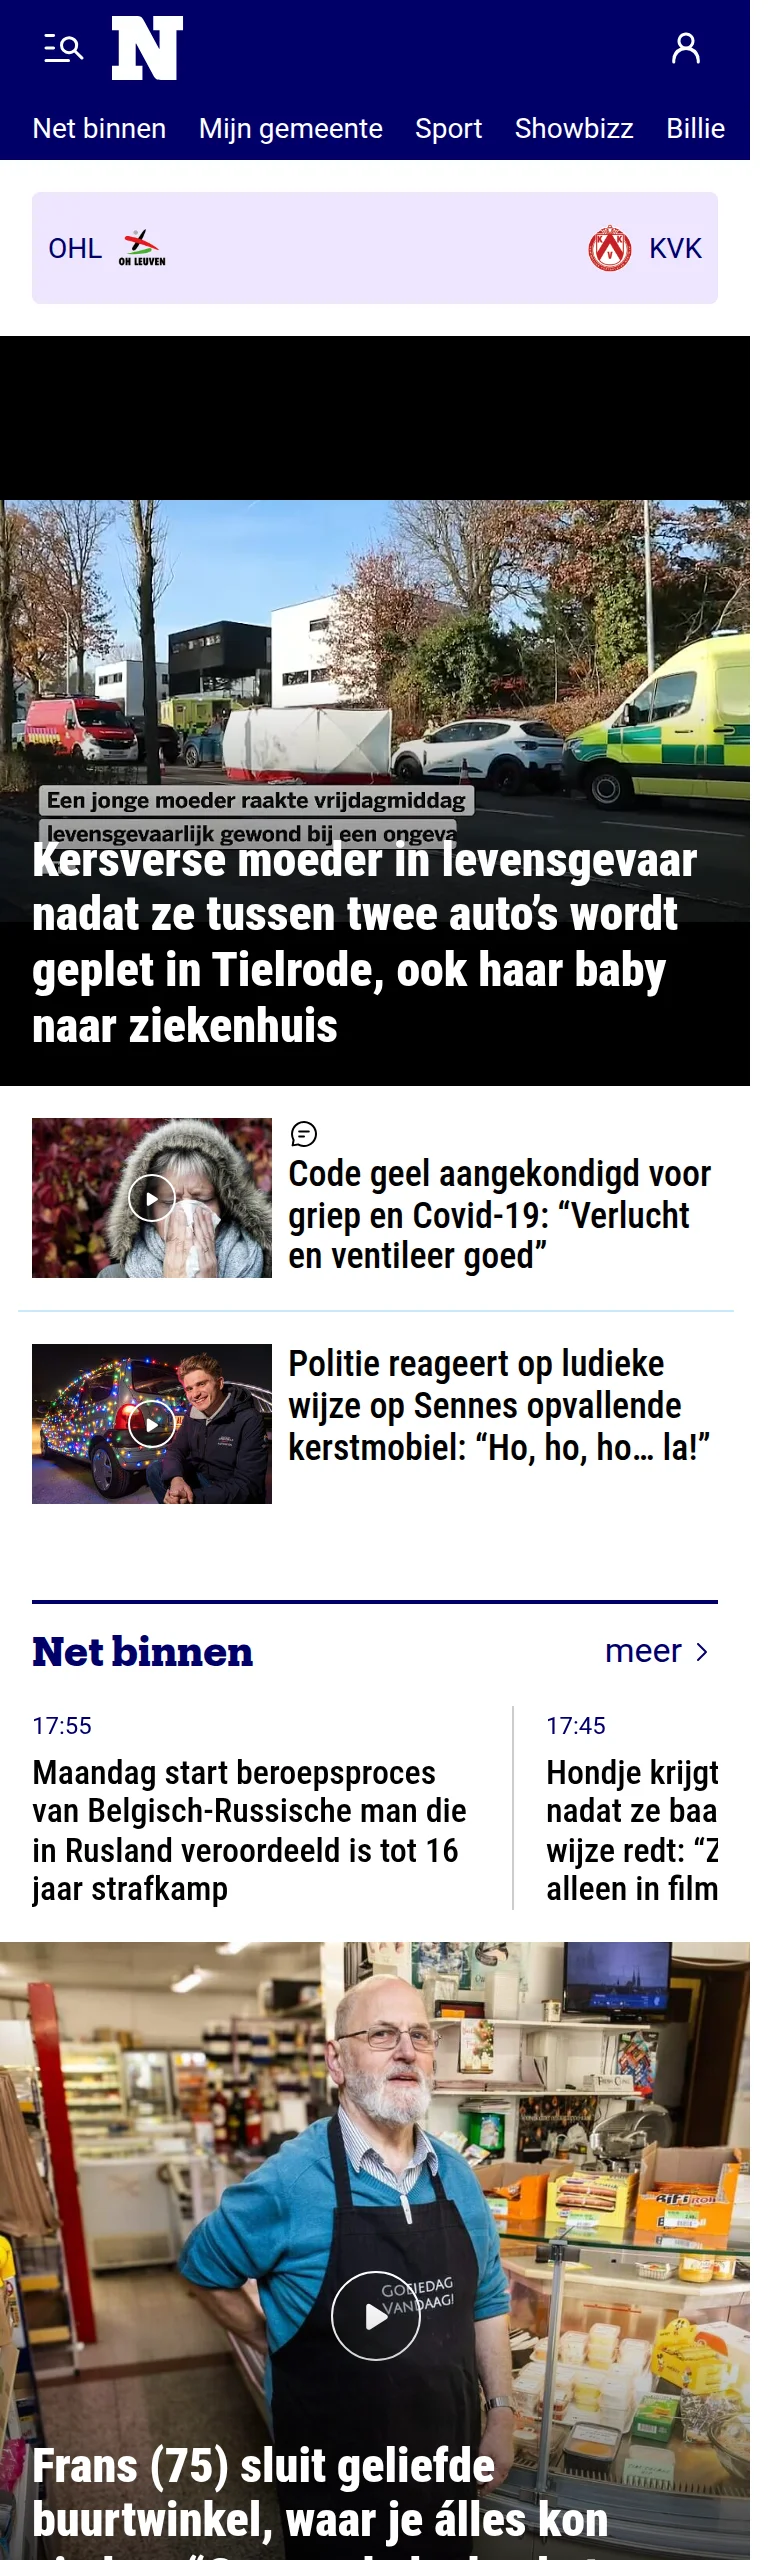 N
Net binnen Mijn gemeente Sport Showbizz Billie
OHL OH LEUVEN KVK
Een jonge moeder raakte vrijdagmiddag
levensgevaarlijk gewond bij een
Kersverse moeder in levensgevaar
nadat ze tussen twee auto’s wordt
geplet in Tielrode, ook haar baby
naar ziekenhuis
Code geel aangekondigd voor
griep en Covid-19: “Verlucht
en ventileer goed”
Politie reageert op ludieke
wijze op Sennes opvallende
kerstmobiel: “Ho, ho, ho... la!”
Net binnen meer
17:55
Maandag start beroepsproces
van Belgisch-Russische man die
in Rusland veroordeeld is tot 16
jaar strafkamp
17:45
Hondje krijgt
nadat ze baa
wijze redt: “Z
alleen in film
GOEIEDAG
VANDAAG!
BiFi
Frans (75) sluit geliefde
buurtwinkel, waar je álles kon